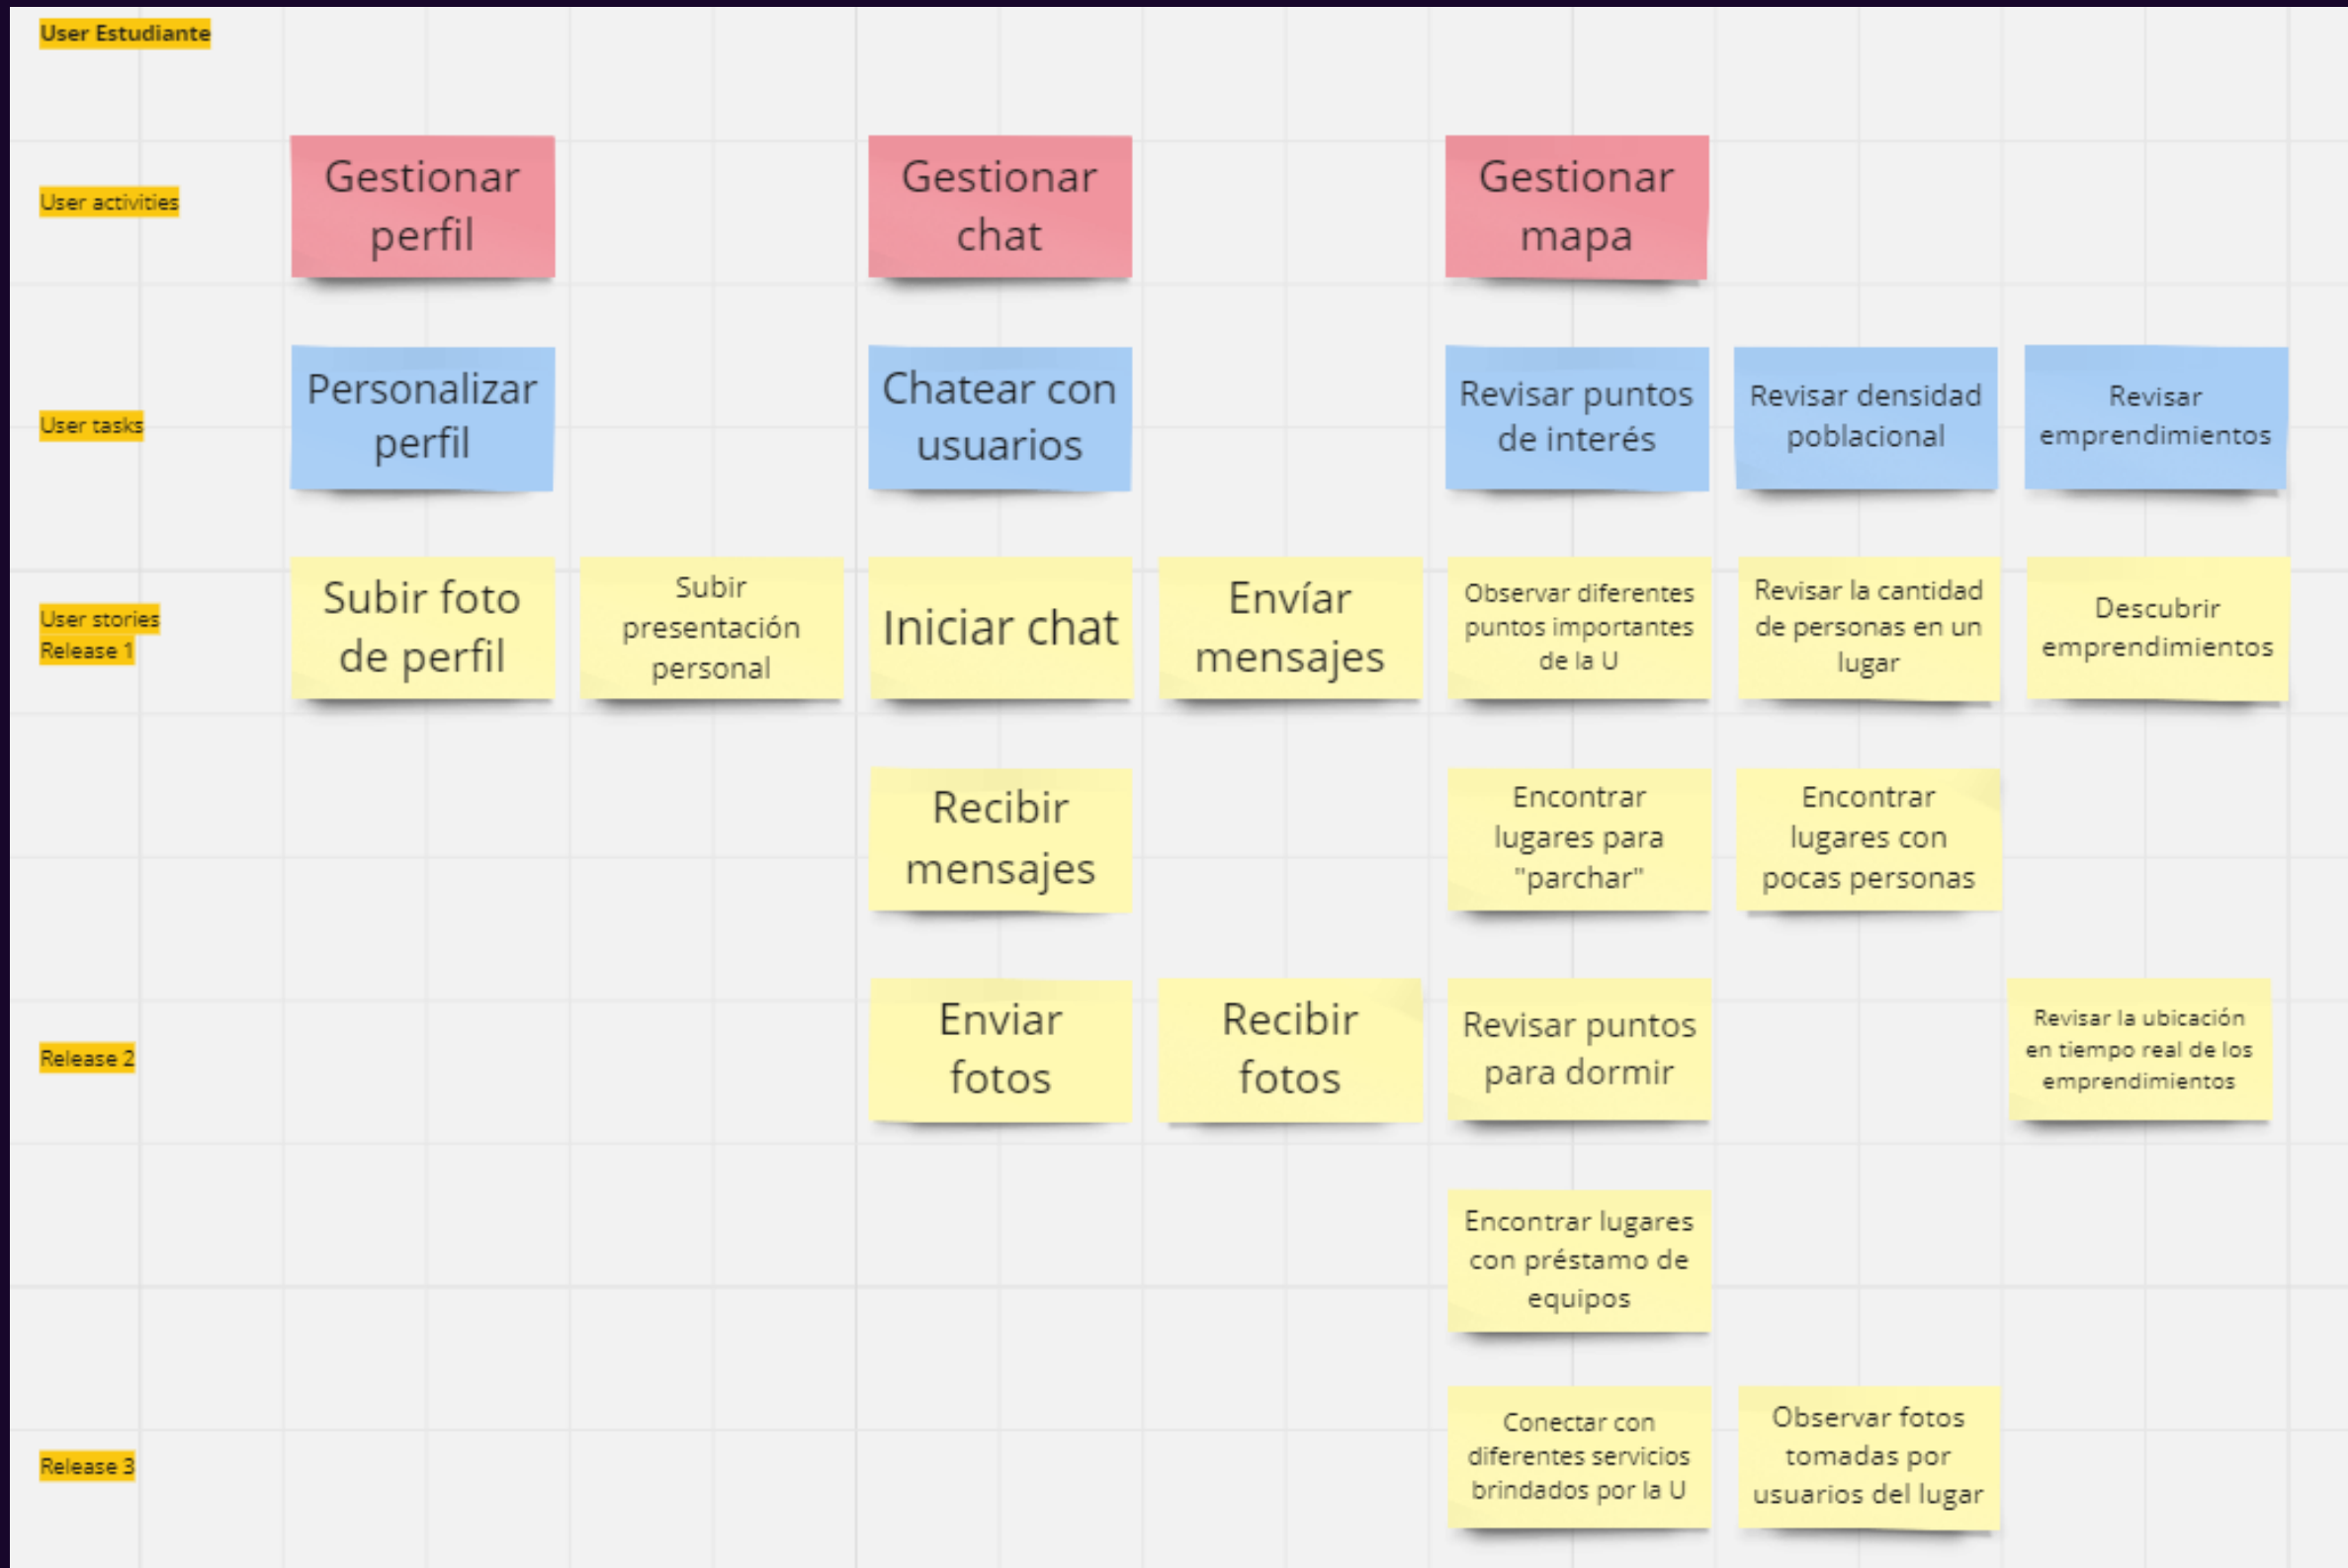 User Estudiante
User activities
Gestionar
perfil
Gestionar
chat
Gestionar
mapa
User tasks
Personalizar
perfil
Chatear con
usuarios
Revisar puntos
de interés
Revisar densidad
poblacional
Revisar
emprendimientos
User stories
Release 1
Subir foto
de perfil
Subir
presentación
personal
Iniciar chat
Envíar
mensajes
Observar diferentes
puntos importantes
de la U
Revisar la cantidad
de personas en un
lugar
Descubrir
emprendimientos
Recibir
mensajes
Encontrar
lugares para
"parchar"
Encontrar
lugares con
pocas personas
Release 2
Enviar
fotos
Recibir
fotos
Revisar puntos
para dormir
Revisar la ubicación
en tiempo real de los
emprendimientos
Encontrar lugares
con préstamo de
equipos
Release 3
Conectar con
diferentes servicios
brindados por la U
Observar fotos
tomadas por
usuarios del lugar